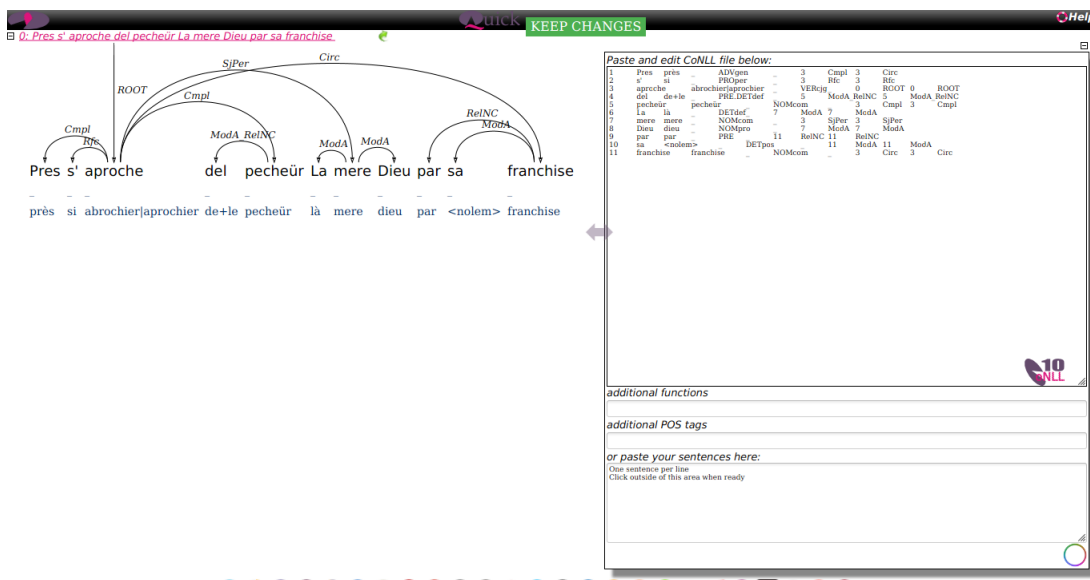 Quick
KEEP CHANGES
Help
0: Pres s' aproche del pecheür La mere Dieu par sa franchise
ROOT
SjPer
Circ
Cmpl
Cmpl
Rfc
ModA_RelNC
ModA
ModA
RelNC
ModA
Pres s' aproche del pecheür La mere Dieu par sa franchise
_ _ _ _ _ _ _ _ _ _ _
près si abrochier|aprochier de+le pecheür là mere dieu par <nolem> franchise
Paste and edit CoNLL file below:
1 Pres près _ ADVgen _ 3 Cmpl 3 Circ
2 s' si _ PROper _ 3 Rfc 3 Rfc
3 aproche abrochier|aprochier _ VERcjg _ 0 ROOT 0 ROOT
4 del de+le _ PRE.DETdef _ 5 ModA_RelNC 5 ModA_RelNC
5 pecheür pecheür _ NOMcom _ 3 Cmpl 3 Cmpl
6 La là _ DETdef _ 7 ModA 7 ModA
7 mere mere _ NOMcom _ 3 SjPer 3 SjPer
8 Dieu dieu _ NOMpro _ 7 ModA 7 ModA
9 par par _ PRE _ 11 RelNC 11 RelNC
10 sa <nolem> _ DETpos _ 11 ModA 11 ModA
11 franchise franchise _ NOMcom _ 3 Circ 3 Circ
10
NLL
additional functions
additional POS tags
or paste your sentences here:
One sentence per line
Click outside of this area when ready